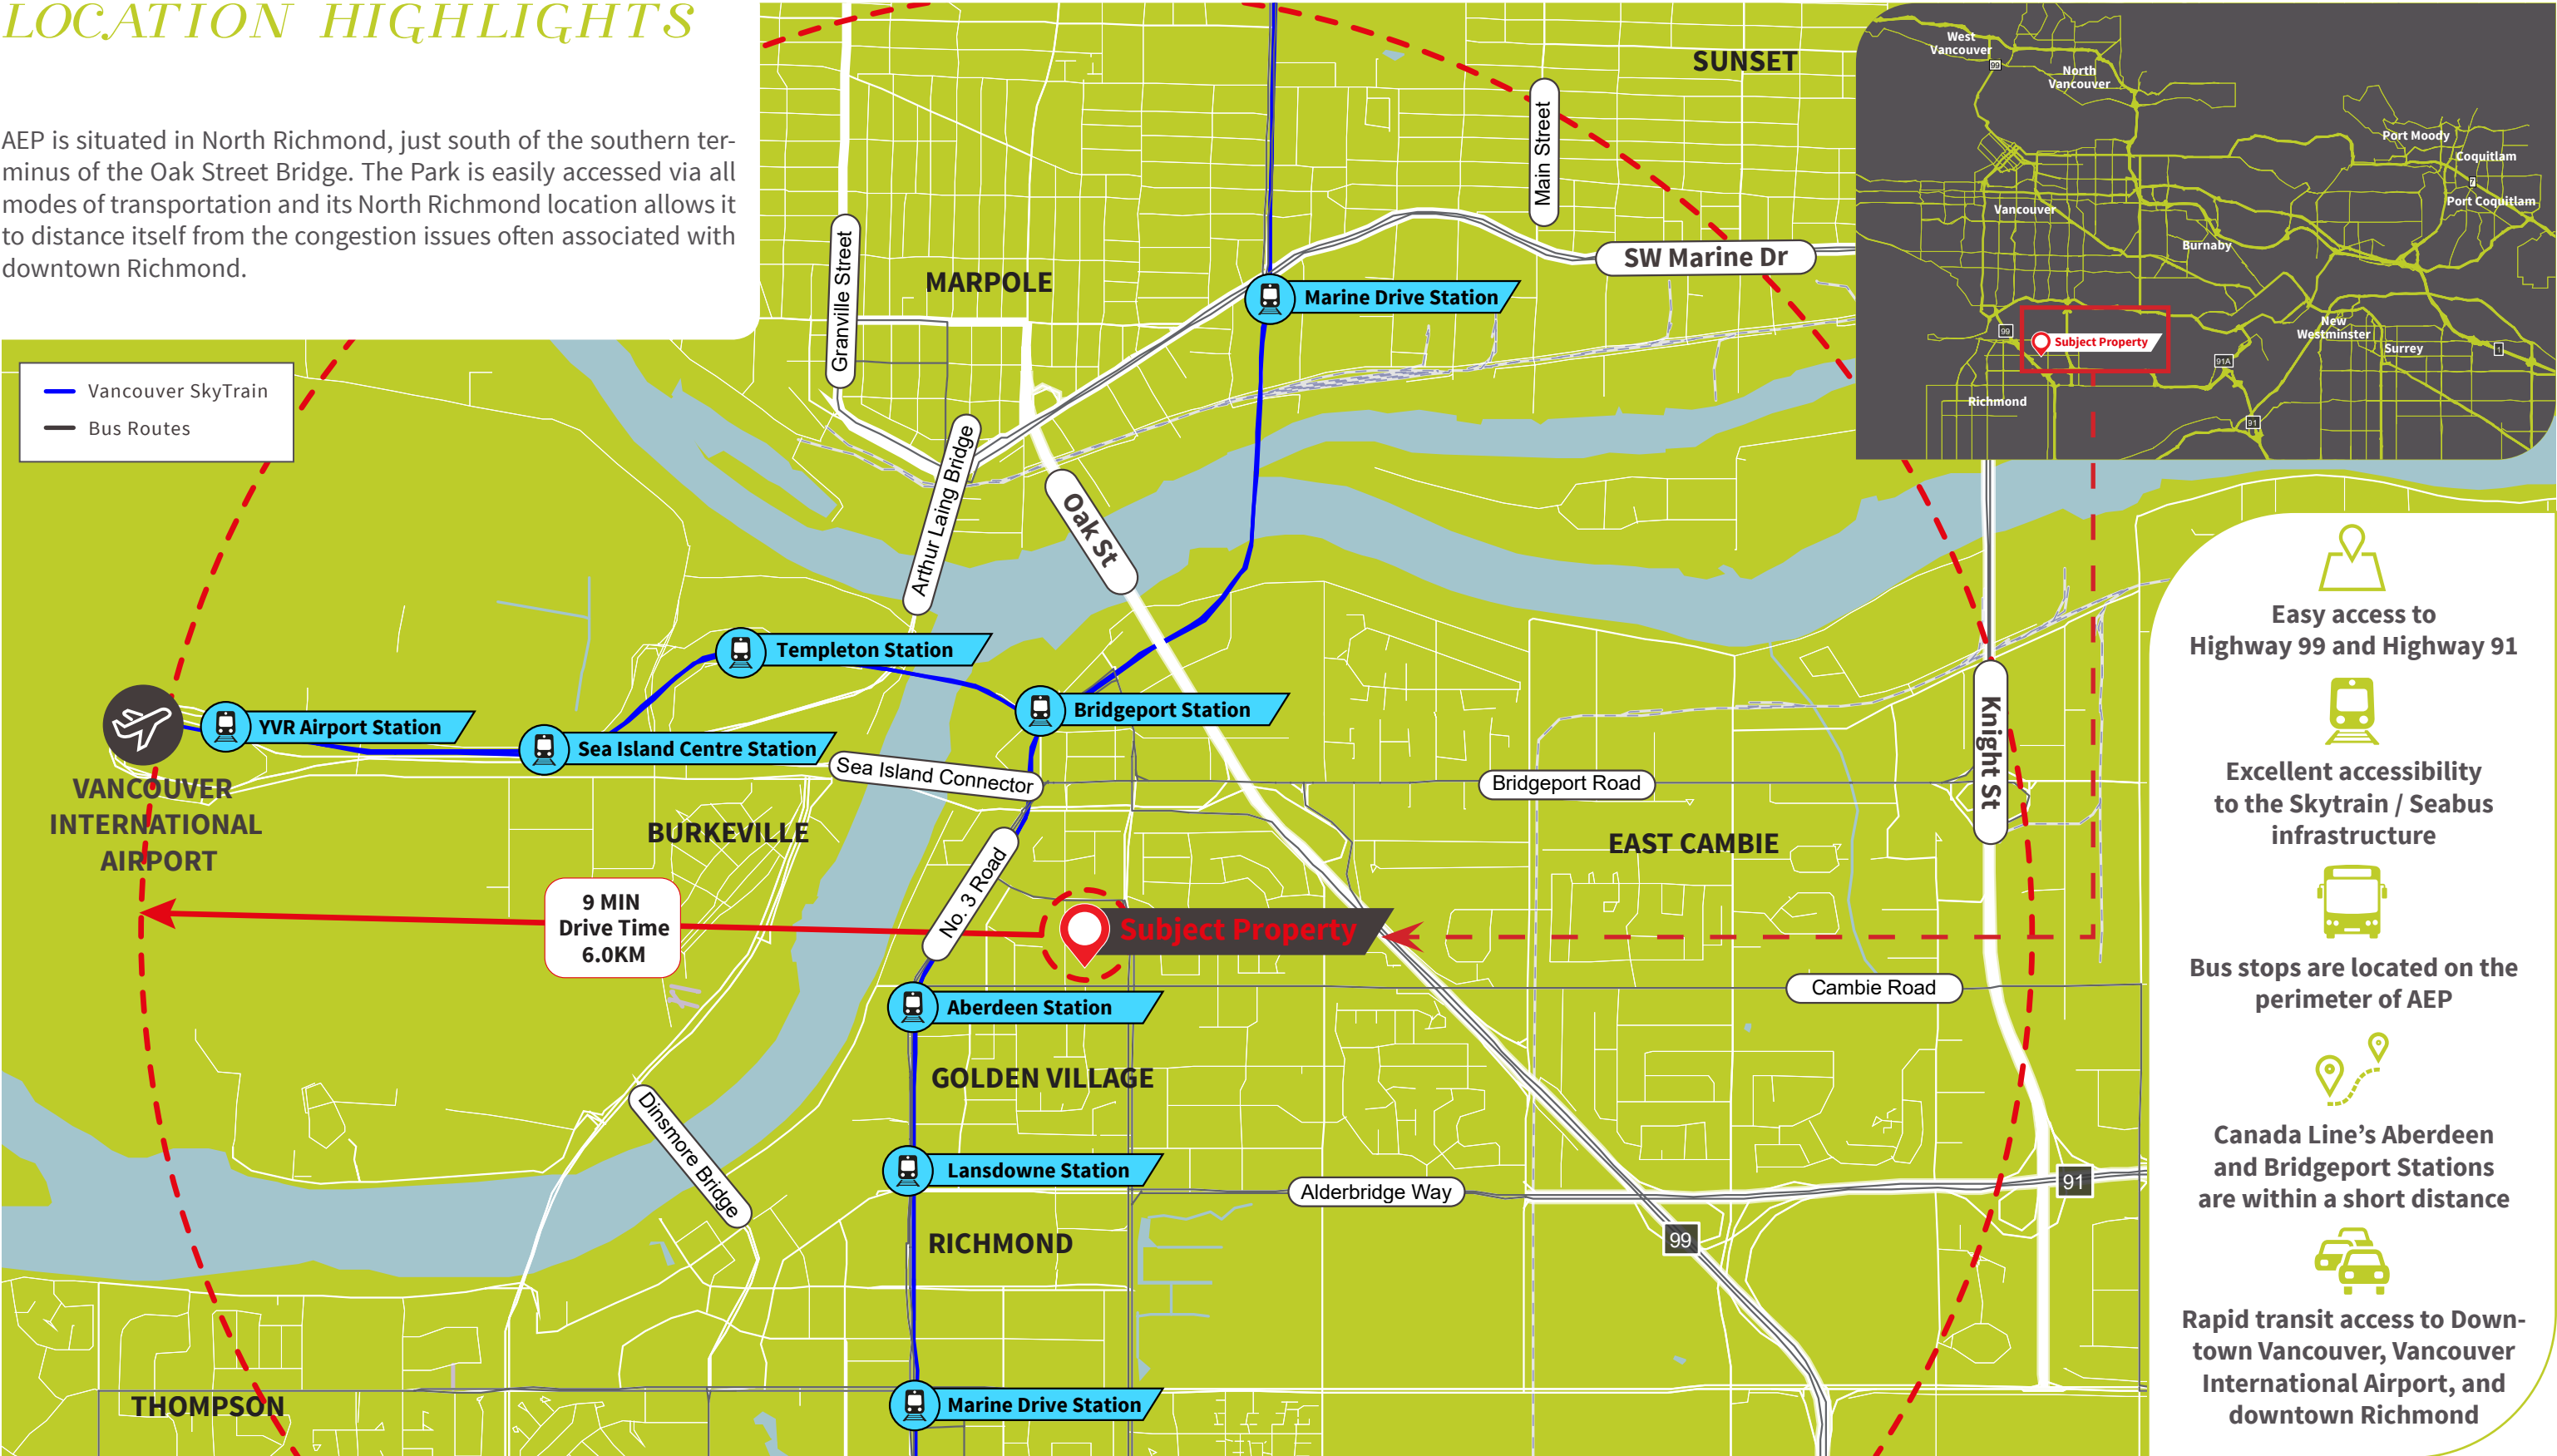 LOCATION HIGHLIGHTS
AEP is situated in North Richmond, just south of the southern ter-
minus of the Oak Street Bridge. The Park is easily accessed via all
modes of transportation and its North Richmond location allows it
to distance itself from the congestion issues often associated with
downtown Richmond.
Vancouver SkyTrain
Bus Routes
SUNSET
Main Street
Granville Street
MARPOLE
SW Marine Dr
Marine Drive Station
Arthur Laing Bridge
Oak St
Templeton Station
Bridgeport Station
YVR Airport Station
Sea Island Centre Station
Sea Island Connector
Bridgeport Road
Knight St
VANCOUVER
INTERNATIONAL
AIRPORT
BURKEVILLE
EAST CAMBIE
No. 3 Road
9 MIN
Drive Time
6.0KM
Subject Property
Cambie Road
Aberdeen Station
GOLDEN VILLAGE
Dinsmore Bridge
Lansdowne Station
Alderbridge Way
91
RICHMOND
99
Marine Drive Station
THOMPSON
West
Vancouver
99
North
Vancouver
Port Moody
Coquitlam
7
Port Coquitlam
Vancouver
Burnaby
99
Subject Property
New
Westminster
Surrey
1
91A
Richmond
91
Easy access to
Highway 99 and Highway 91
Excellent accessibility
to the Skytrain / Seabus
infrastructure
Bus stops are located on the
perimeter of AEP
Canada Line’s Aberdeen
and Bridgeport Stations
are within a short distance
Rapid transit access to Down-
town Vancouver, Vancouver
International Airport, and
downtown Richmond